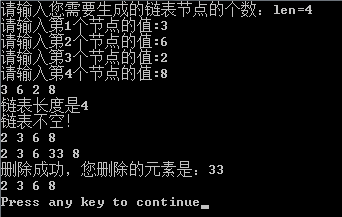 请输入您需要生成的链表节点的个数：len=4
请输入第1个节点的值:3
请输入第2个节点的值:6
请输入第3个节点的值:2
请输入第4个节点的值:8
3 6 2 8
链表长度是4
链表不空!
2 3 6 8
2 3 6 33 8
删除成功，您删除的元素是：33
2 3 6 8
Press any key to continue_